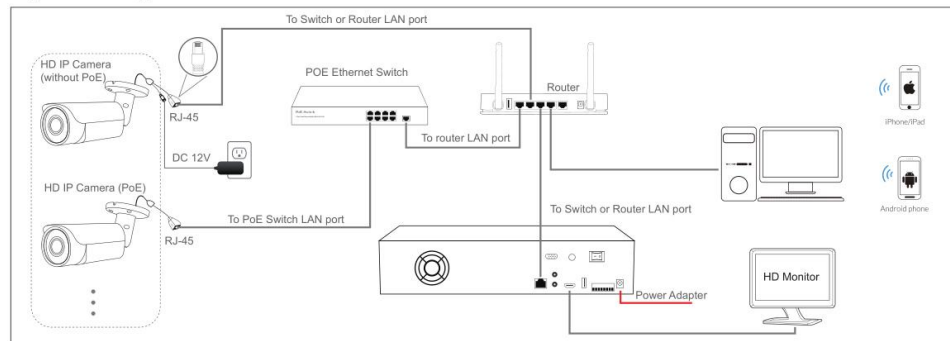 To Switch or Router LAN port
HD IP Camera
(without PoE)
RJ-45
POE Ethernet Switch
Router
iPhone/iPad
To router LAN port
DC 12V
HD IP Camera (PoE)
To PoE Switch LAN port
RJ-45
To Switch or Router LAN port
Android phone
HD Monitor
Power Adapter